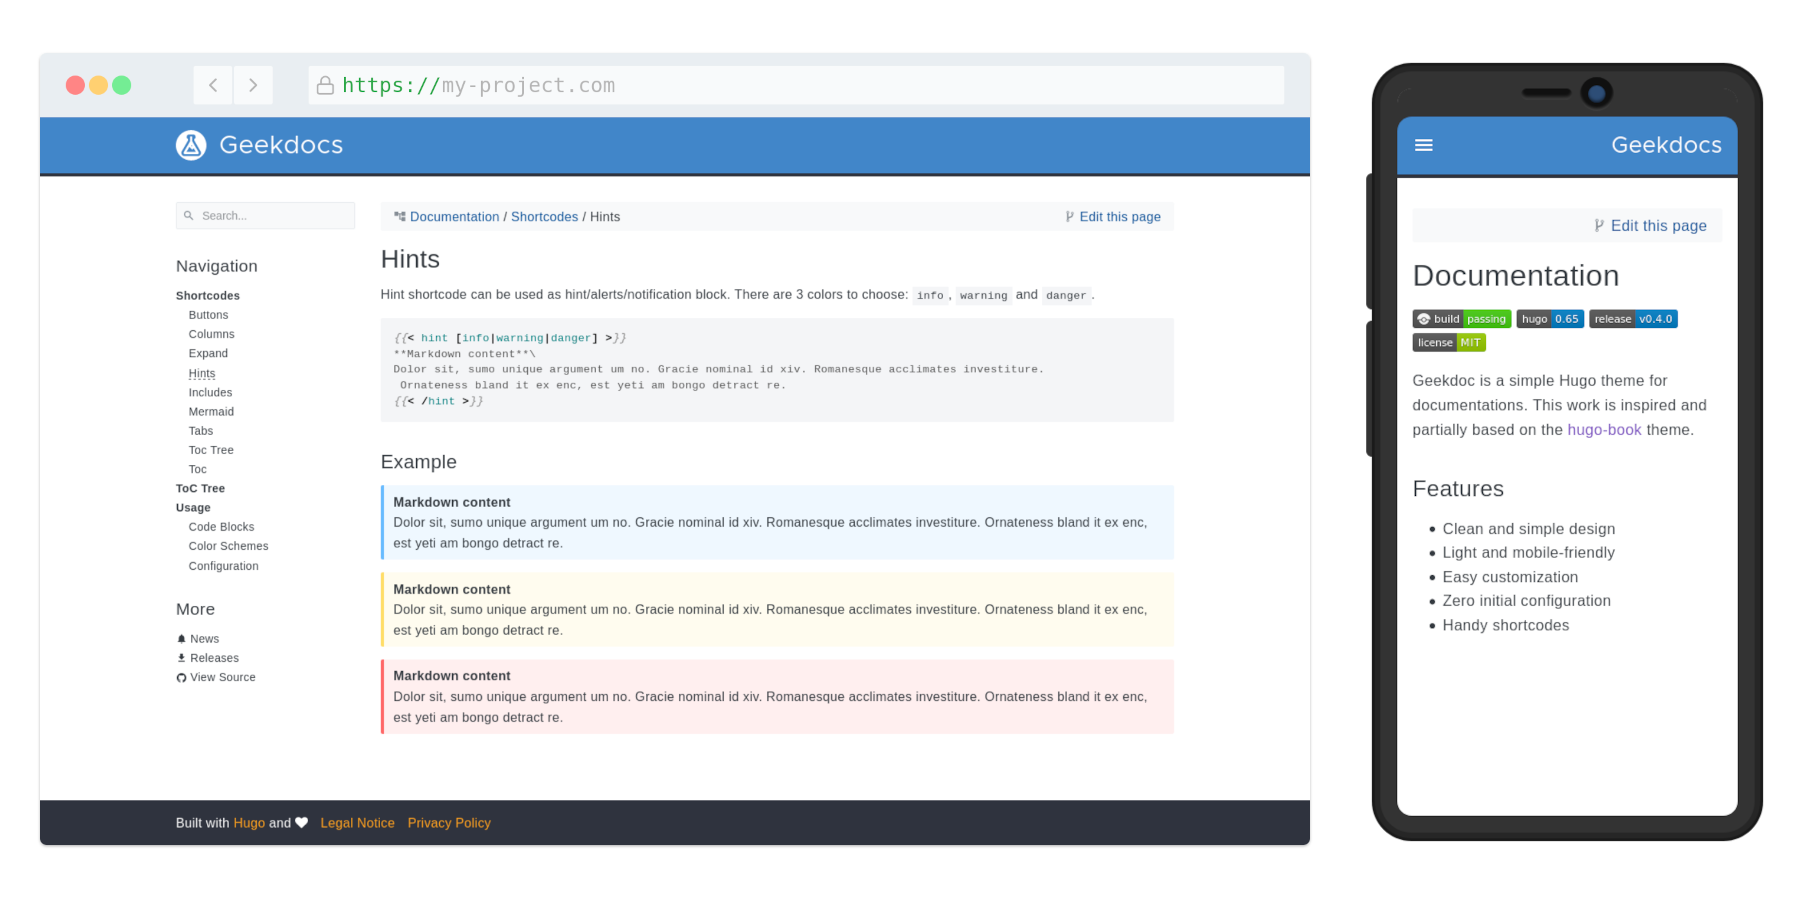 https://my-project.com
Geekdocs
Search...
Navigation
Shortcodes
Buttons
Columns
Expand
Hints
Includes
Mermaid
Tabs
Toc Tree
Toc
ToC Tree
Usage
Code Blocks
Color Schemes
Configuration
More
News
Releases
View Source
Documentation / Shortcodes / Hints
Edit this page
Hints
Hint shortcode can be used as hint/alerts/notification block. There are 3 colors to choose: info , warning and danger .
{{< hint [info|warning|danger] >}}
**Markdown content**\
Dolor sit, sumo unique argument um no. Gracie nominal id xiv. Romanesque acclimates investiture.
Ornateness bland it ex enc, est yeti am bongo detract re.
{{< /hint >}}
Example
Markdown content
Dolor sit, sumo unique argument um no. Gracie nominal id xiv. Romanesque acclimates investiture. Ornateness bland it ex enc,
est yeti am bongo detract re.
Markdown content
Dolor sit, sumo unique argument um no. Gracie nominal id xiv. Romanesque acclimates investiture. Ornateness bland it ex enc,
est yeti am bongo detract re.
Markdown content
Dolor sit, sumo unique argument um no. Gracie nominal id xiv. Romanesque acclimates investiture. Ornateness bland it ex enc,
est yeti am bongo detract re.
Built with Hugo and Legal Notice Privacy Policy
Geekdocs
Edit this page
Documentation
build passing hugo 0.65 release v0.4.0
license MIT
Geekdoc is a simple Hugo theme for
documentations. This work is inspired and
partially based on the hugo-book theme.
Features
• Clean and simple design
• Light and mobile-friendly
• Easy customization
• Zero initial configuration
• Handy shortcodes